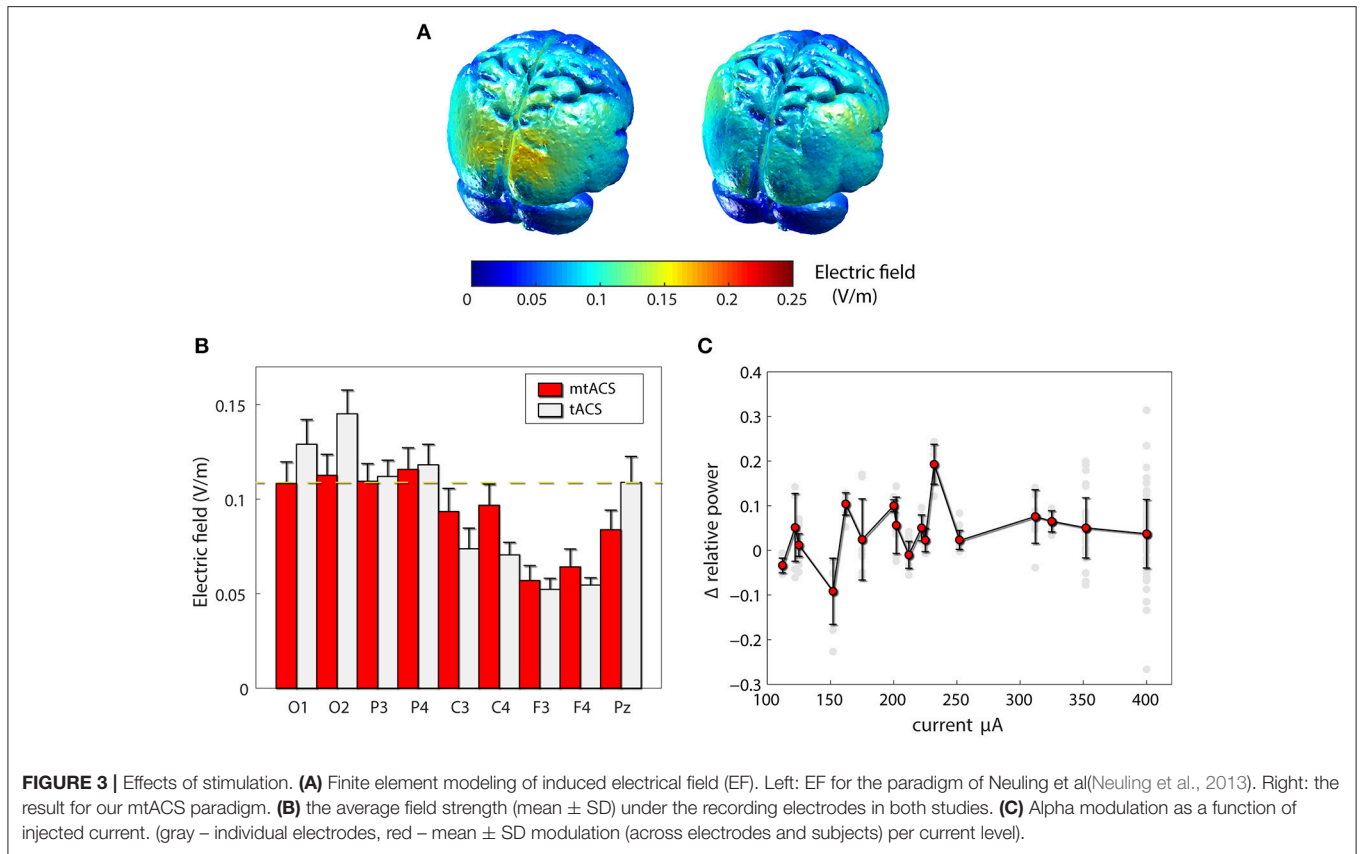 A
0 0.05 0.1 0.15 0.2 0.25
Electric field
(V/m)
B
Electric field (V/m)
0.15
0.1
0.05
0
mtACS
tACS
O1 O2 P3 P4 C3 C4 F3 F4 Pz
C
Δ relative power
0.4
0.3
0.2
0.1
0
−0.1
−0.2
−0.3
100 150 200 250 300 350 400
current μA
FIGURE 3 | Effects of stimulation. (A) Finite element modeling of induced electrical field (EF). Left: EF for the paradigm of Neuling et al(Neuling et al., 2013). Right: the
result for our mtACS paradigm. (B) the average field strength (mean ± SD) under the recording electrodes in both studies. (C) Alpha modulation as a function of
injected current. (gray – individual electrodes, red – mean ± SD modulation (across electrodes and subjects) per current level).